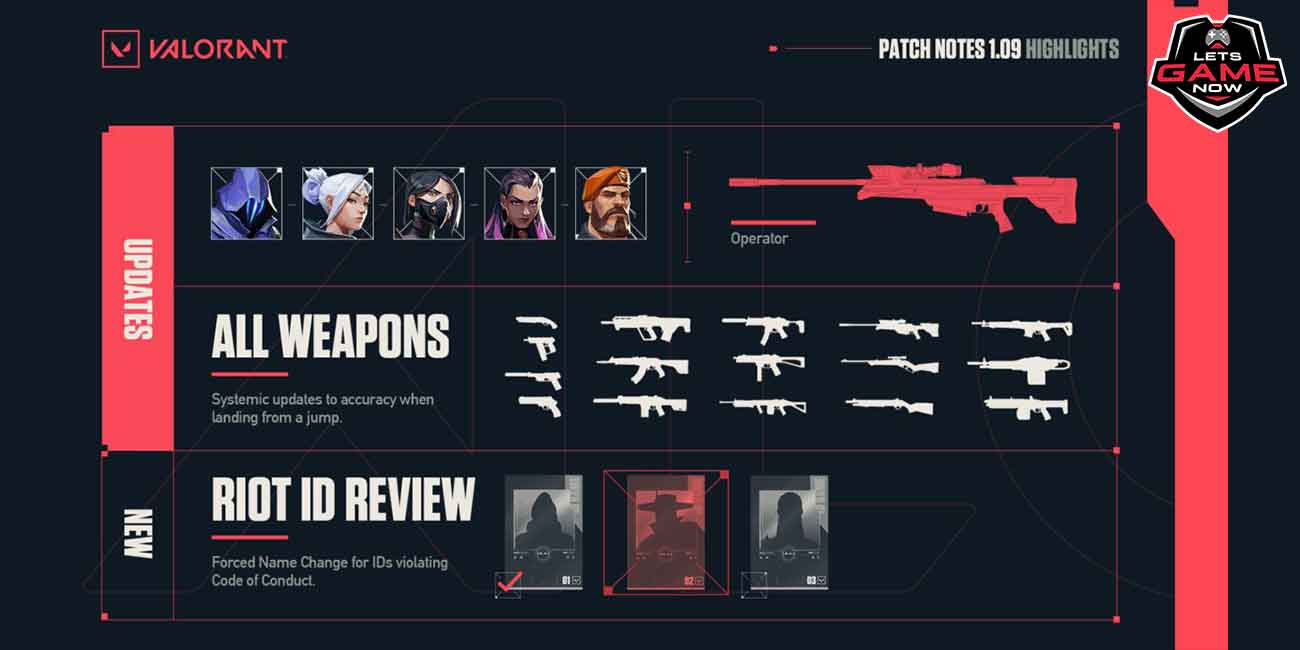 VALORANT
PATCH NOTES 1.09 HIGHLIGHTS
LETS
GAME
NOW
UPDATES
Operator
ALL WEAPONS
Systemic updates to accuracy when
landing from a jump.
NEW
RIOT ID REVIEW
Forced Name Change for IDs violating
Code of Conduct.
01
02
03